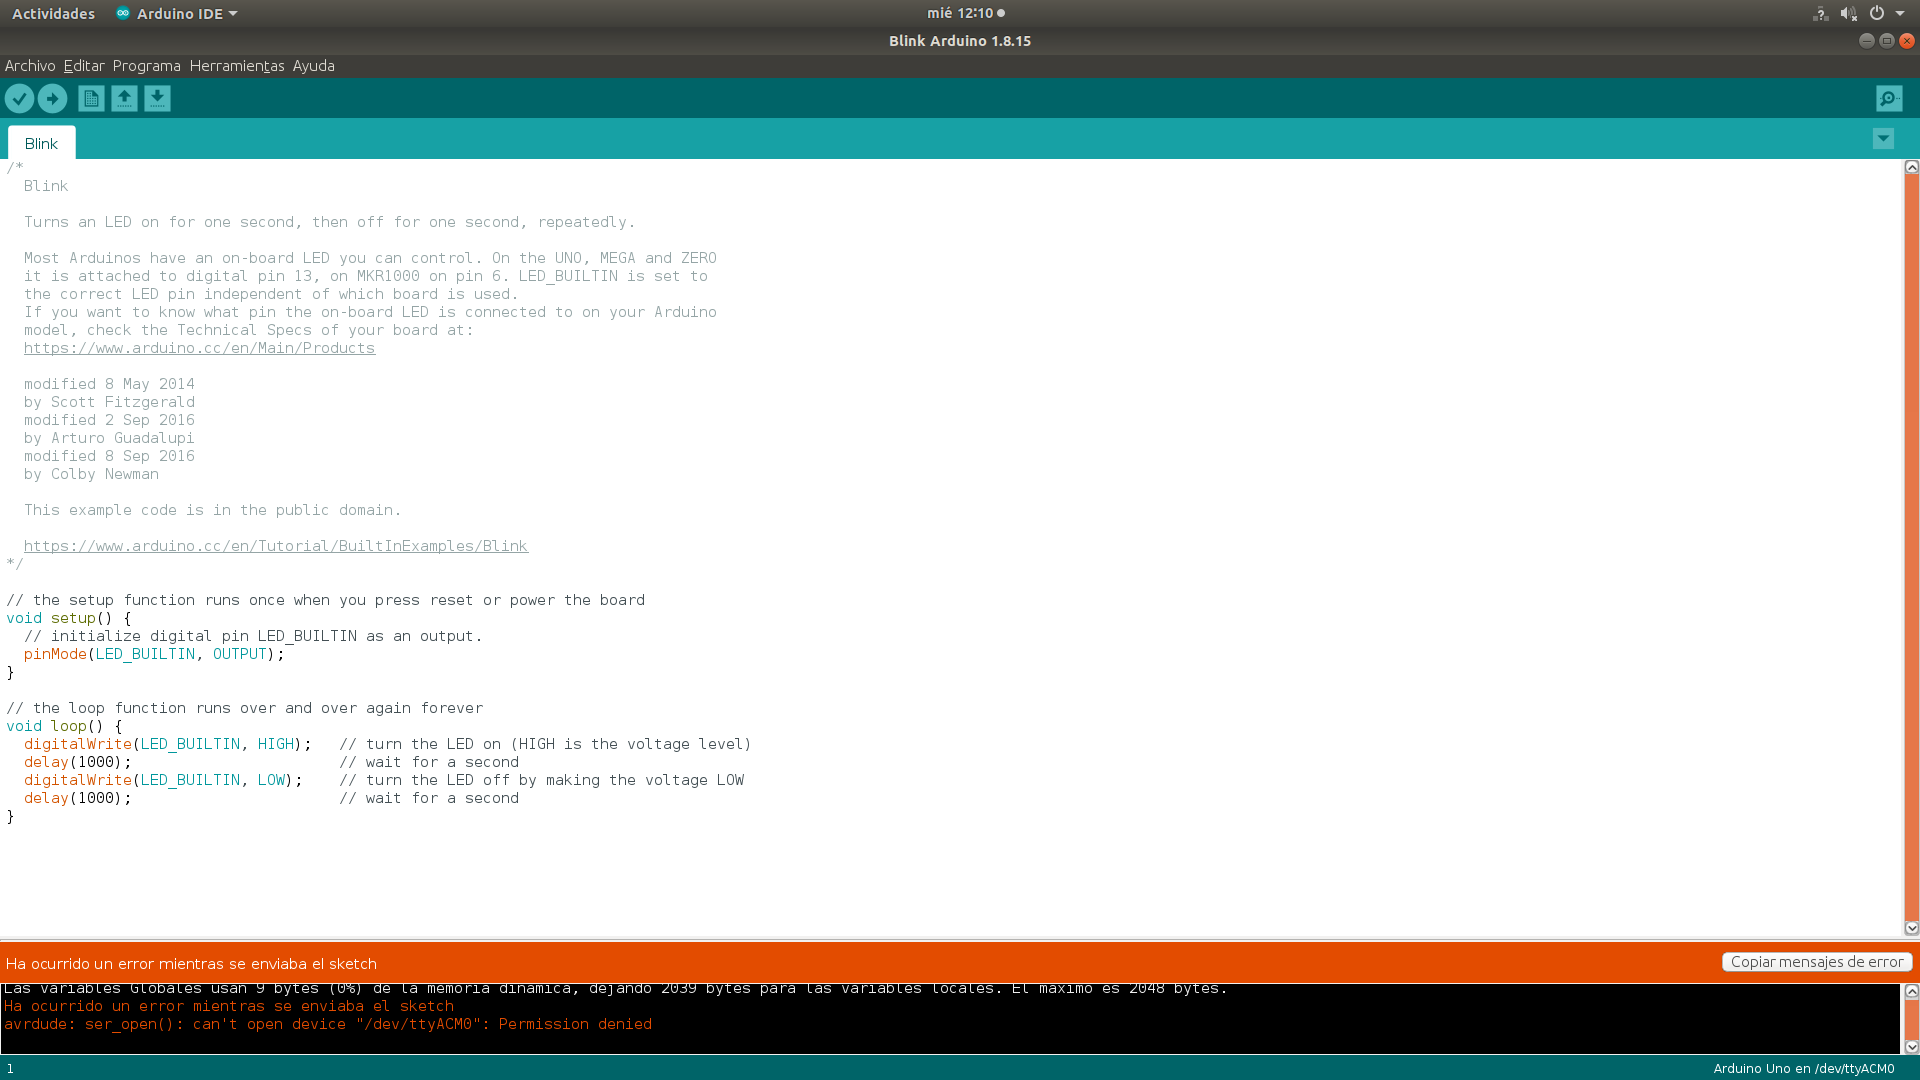 Actividades Arduino IDE mié 12:10
Blink Arduino 1.8.15
Archivo Editar Programa Herramientas Ayuda
Blink
/*
  Blink

  Turns an LED on for one second, then off for one second, repeatedly.

  Most Arduinos have an on-board LED you can control. On the UNO, MEGA and ZERO
  it is attached to digital pin 13, on MKR1000 on pin 6. LED_BUILTIN is set to
  the correct LED pin independent of which board is used.
  If you want to know what pin the on-board LED is connected to on your Arduino
  model, check the Technical Specs of your board at:
  https://www.arduino.cc/en/Main/Products

  modified 8 May 2014
  by Scott Fitzgerald
  modified 2 Sep 2016
  by Arturo Guadalupi
  modified 8 Sep 2016
  by Colby Newman

  This example code is in the public domain.

  https://www.arduino.cc/en/Tutorial/BuiltInExamples/Blink
*/

// the setup function runs once when you press reset or power the board
void setup() {
  // initialize digital pin LED_BUILTIN as an output.
  pinMode(LED_BUILTIN, OUTPUT);
}

// the loop function runs over and over again forever
void loop() {
  digitalWrite(LED_BUILTIN, HIGH);   // turn the LED on (HIGH is the voltage level)
  delay(1000);                       // wait for a second
  digitalWrite(LED_BUILTIN, LOW);    // turn the LED off by making the voltage LOW
  delay(1000);                       // wait for a second
}
Ha ocurrido un error mientras se enviaba el sketch
Copiar mensajes de error
Las variables Globales usan 9 bytes (0%) de la memoria dinámica, dejando 2039 bytes para las variables locales. El máximo es 2048 bytes.
Ha ocurrido un error mientras se enviaba el sketch
avrdude: ser_open(): can't open device "/dev/ttyACM0": Permission denied
1
Arduino Uno en /dev/ttyACM0